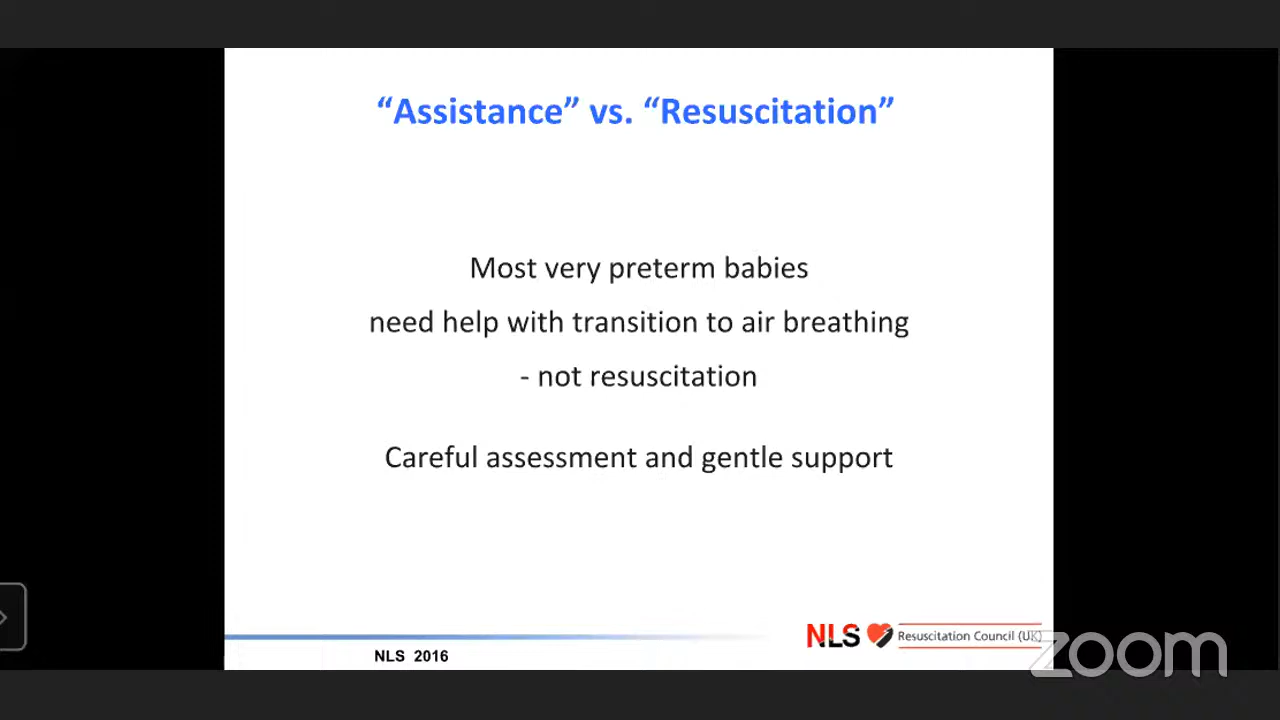 “Assistance” vs. “Resuscitation”
Most very preterm babies
need help with transition to air breathing
- not resuscitation
Careful assessment and gentle support
NLS Resuscitation Council (UK)
NLS 2016
zoom